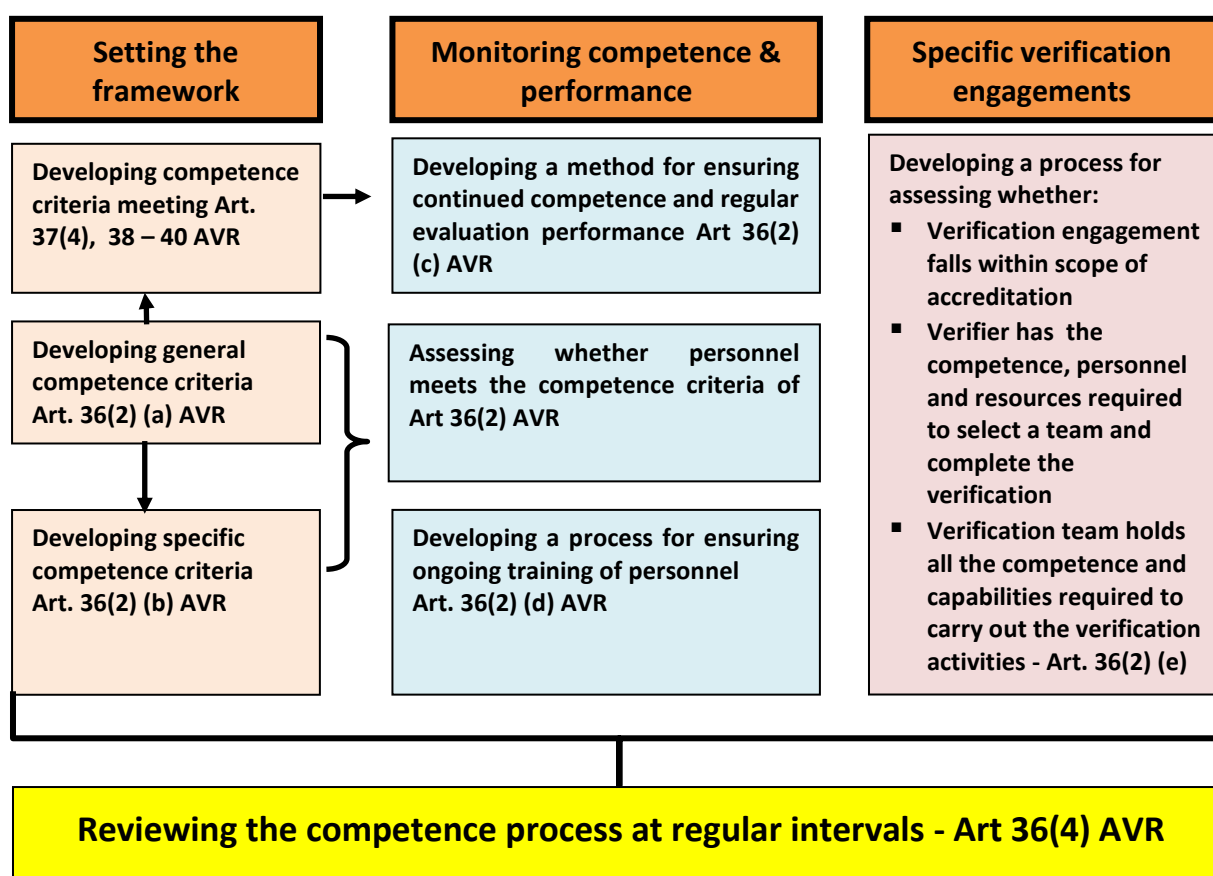 Setting the
framework
Monitoring competence &
performance
Specific verification
engagements
Developing competence
criteria meeting Art.
37(4), 38 – 40 AVR
Developing general
competence criteria
Art. 36(2) (a) AVR
Developing specific
competence criteria
Art. 36(2) (b) AVR
Developing a method for ensuring
continued competence and regular
evaluation performance Art 36(2)
(c) AVR
Assessing whether personnel
meets the competence criteria of
Art 36(2) AVR
Developing a process for ensuring
ongoing training of personnel
Art. 36(2) (d) AVR
Developing a process for
assessing whether:
▪ Verification engagement
falls within scope of
accreditation
▪ Verifier has the
competence, personnel
and resources required
to select a team and
complete the
verification
▪ Verification team holds
all the competence and
capabilities required to
carry out the verification
activities - Art. 36(2) (e)
Reviewing the competence process at regular intervals - Art 36(4) AVR